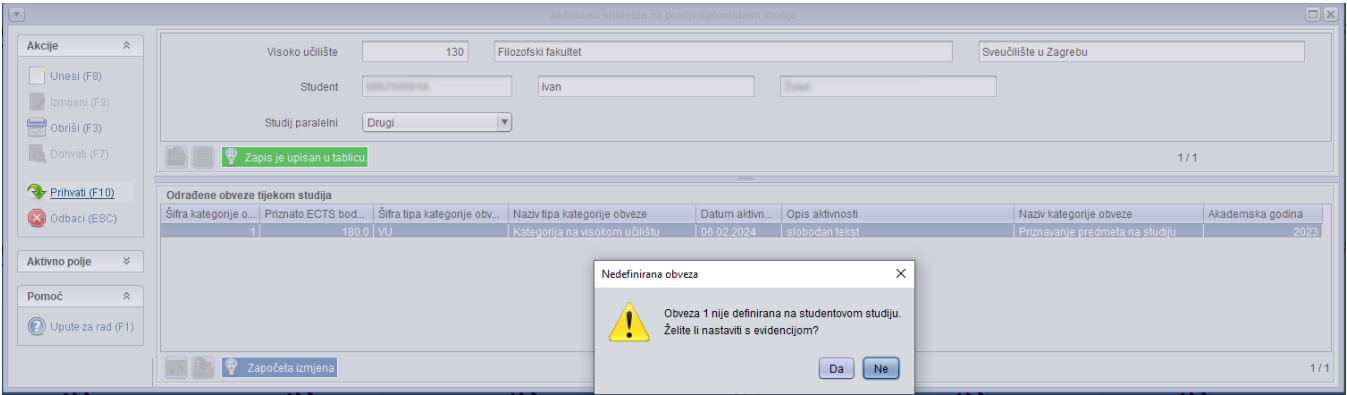 Aktivnosti studenta na poslijediplomskom studiju
Akcije
Unesi (F8)
Izmijeni (F9)
Obriši (F3)
Dohvati (F7)
Prihvati (F10)
Odbaci (ESC)
Aktivno polje
Pomoć
Upute za rad (F1)
Visoko učilište 130 Filozofski fakultet Sveučilište u Zagrebu
Student Ivan
Studij paralelni Drugi
Zapis je upisan u tablicu. 1 / 1
Odrađene obveze tijekom studija
Šifra kategorije o... Priznato ECTS bod... Šifra tipa kategorije obv... Naziv tipa kategorije obveze Datum aktivn... Opis aktivnosti Naziv kategorije obveze Akademska godina
1 180.0 VU Kategorija na visokom učilištu 06.02.2024 slobodan tekst Priznavanje predmeta na studiju 2023
Nedefinirana obveza
Obveza 1 nije definirana na studentovom studiju.
Želite li nastaviti s evidencijom?
Da Ne
Započeta izmjena 1 / 1